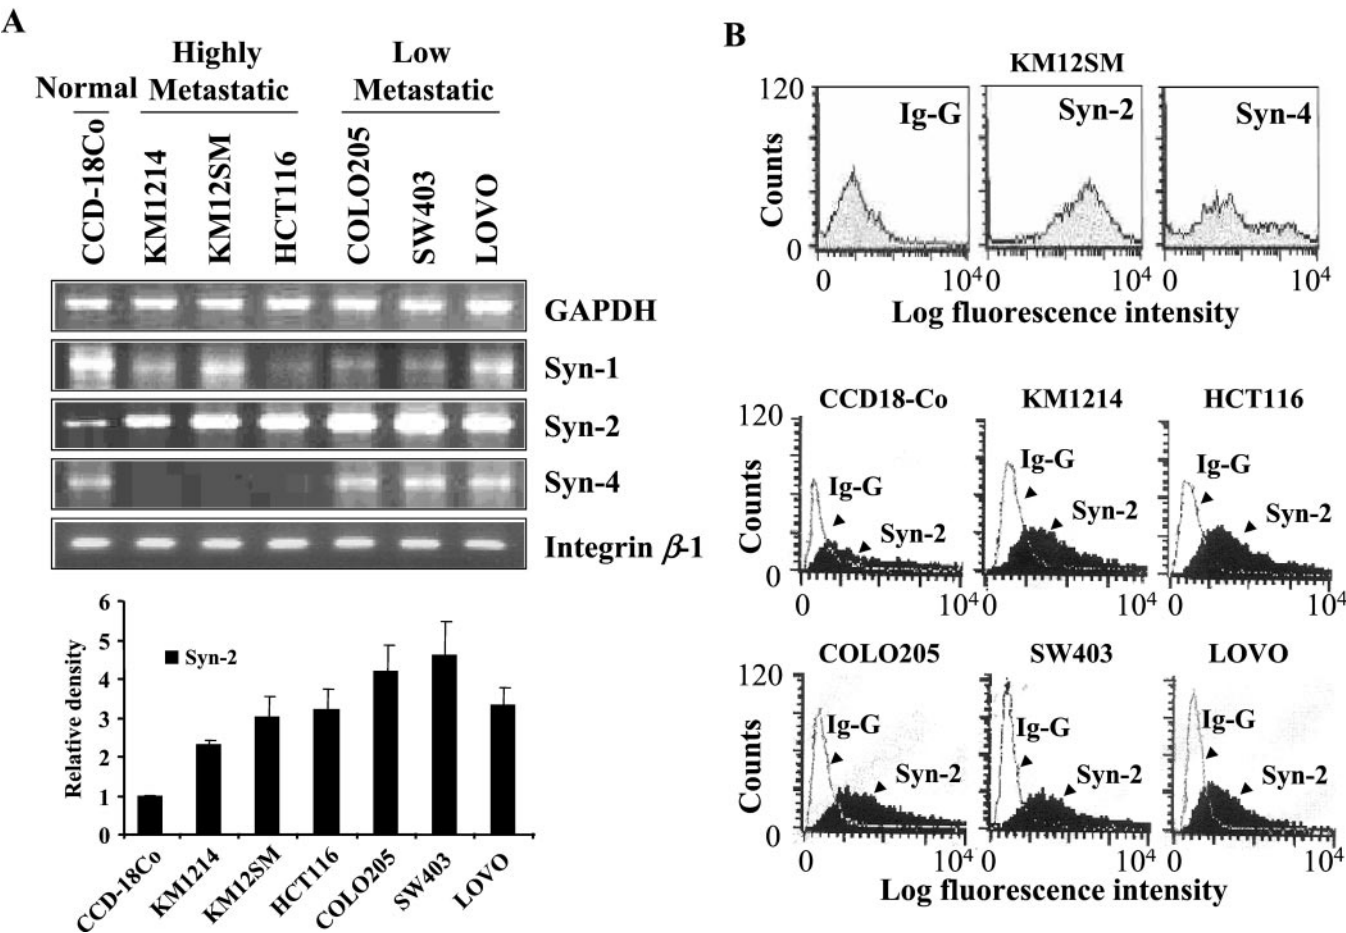 A
Normal
Highly
Metastatic
Low
Metastatic
CCD-18Co
KM1214
KM12SM
HCT116
COLO205
SW403
LOVO
GAPDH
Syn-1
Syn-2
Syn-4
Integrin β-1
Relative density
6
5
4
3
2
1
0
Syn-2
CCD-18Co
KM1214
KM12SM
HCT116
COLO205
SW403
LOVO
B
KM12SM
Counts
120
0
Ig-G
Syn-2
Syn-4
0 10⁴ 0 10⁴ 0 10⁴
Log fluorescence intensity
CCD18-Co KM1214 HCT116
Counts
120
0
Ig-G
Syn-2
Ig-G
Syn-2
Ig-G
Syn-2
0 10⁴ 0 10⁴ 0 10⁴
COLO205 SW403 LOVO
Counts
120
0
Ig-G
Syn-2
Ig-G
Syn-2
Ig-G
Syn-2
0 10⁴ 0 10⁴ 0 10⁴
Log fluorescence intensity